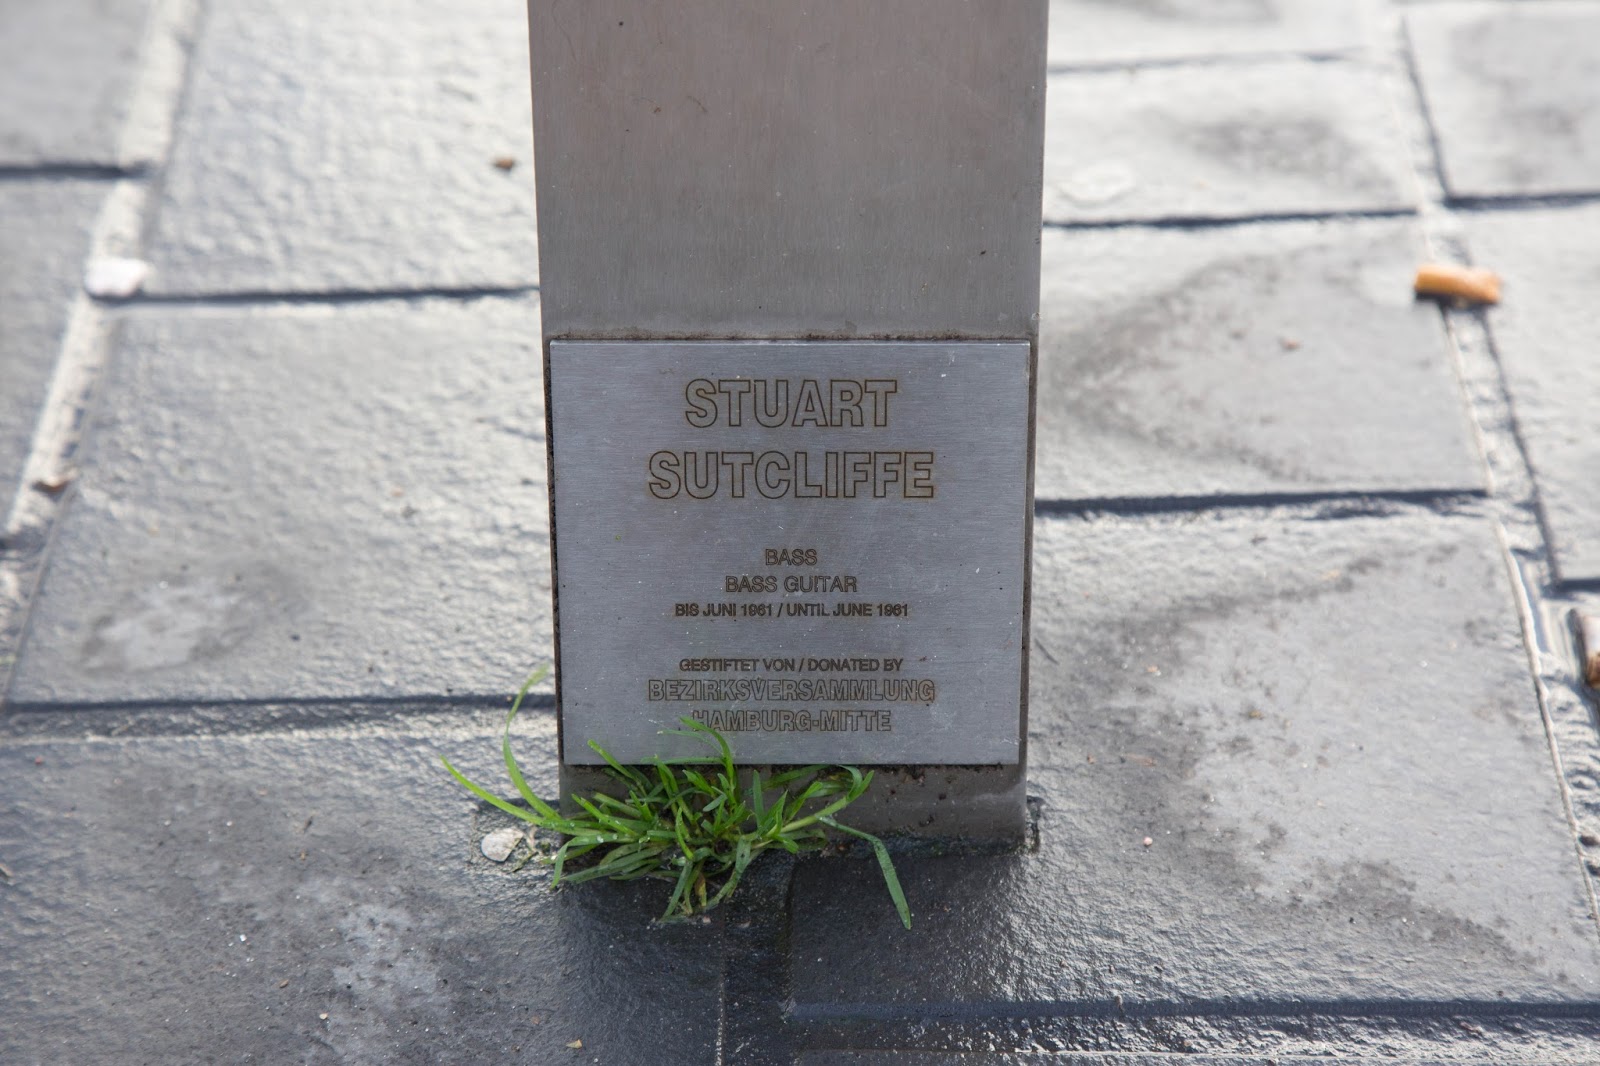 STUART
SUTCLIFFE
BASS
BASS GUITAR
BIS JUNI 1961 / UNTIL JUNE 1961
GESTIFTET VON / DONATED BY
BEZIRKSVERSAMMLUNG
HAMBURG-MITTE